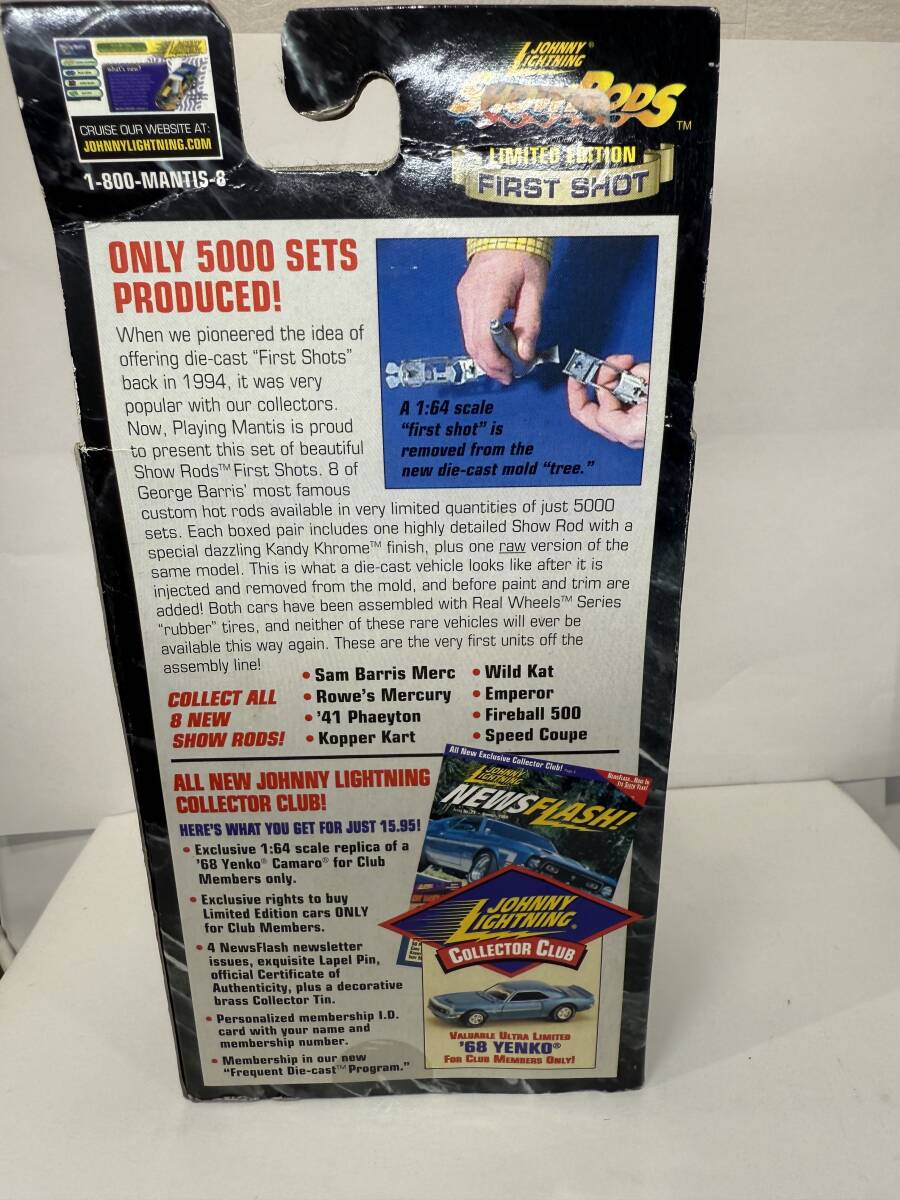 what's new?
CRUISE OUR WEBSITE AT:
JOHNNYLIGHTNING.COM
1-800-MANTIS-8
JOHNNY
LIGHTNING®
SHOW RODS™
LIMITED EDITION
FIRST SHOT
ONLY 5000 SETS
PRODUCED!
When we pioneered the idea of
offering die-cast “First Shots”
back in 1994, it was very
popular with our collectors.
Now, Playing Mantis is proud
to present this set of beautiful
Show Rods™ First Shots. 8 of
George Barris’ most famous
custom hot rods available in very limited quantities of just 5000
sets. Each boxed pair includes one highly detailed Show Rod with a
special dazzling Kandy Khrome™ finish, plus one raw version of the
same model. This is what a die-cast vehicle looks like after it is
injected and removed from the mold, and before paint and trim are
added! Both cars have been assembled with Real Wheels™ Series
“rubber” tires, and neither of these rare vehicles will ever be
available this way again. These are the very first units off the
assembly line!
A 1:64 scale
“first shot” is
removed from the
new die-cast mold “tree.”
COLLECT ALL
8 NEW
SHOW RODS!
• Sam Barris Merc
• Rowe’s Mercury
• ’41 Phaeyton
• Kopper Kart
• Wild Kat
• Emperor
• Fireball 500
• Speed Coupe
ALL NEW JOHNNY LIGHTNING
COLLECTOR CLUB!
HERE’S WHAT YOU GET FOR JUST 15.95!
• Exclusive 1:64 scale replica of a
’68 Yenko® Camaro® for Club
Members only.
• Exclusive rights to buy
Limited Edition cars ONLY
for Club Members.
• 4 NewsFlash newsletter
issues, exquisite Lapel Pin,
official Certificate of
Authenticity, plus a decorative
brass Collector Tin.
• Personalized membership I.D.
card with your name and
membership number.
• Membership in our new
“Frequent Die-cast™ Program.”
All New Exclusive Collector Club!
JOHNNY
LIGHTNING
NEWSFLASH!
JOHNNY
LIGHTNING®
COLLECTOR CLUB
VALUABLE ULTRA LIMITED
’68 YENKO®
FOR CLUB MEMBERS ONLY!